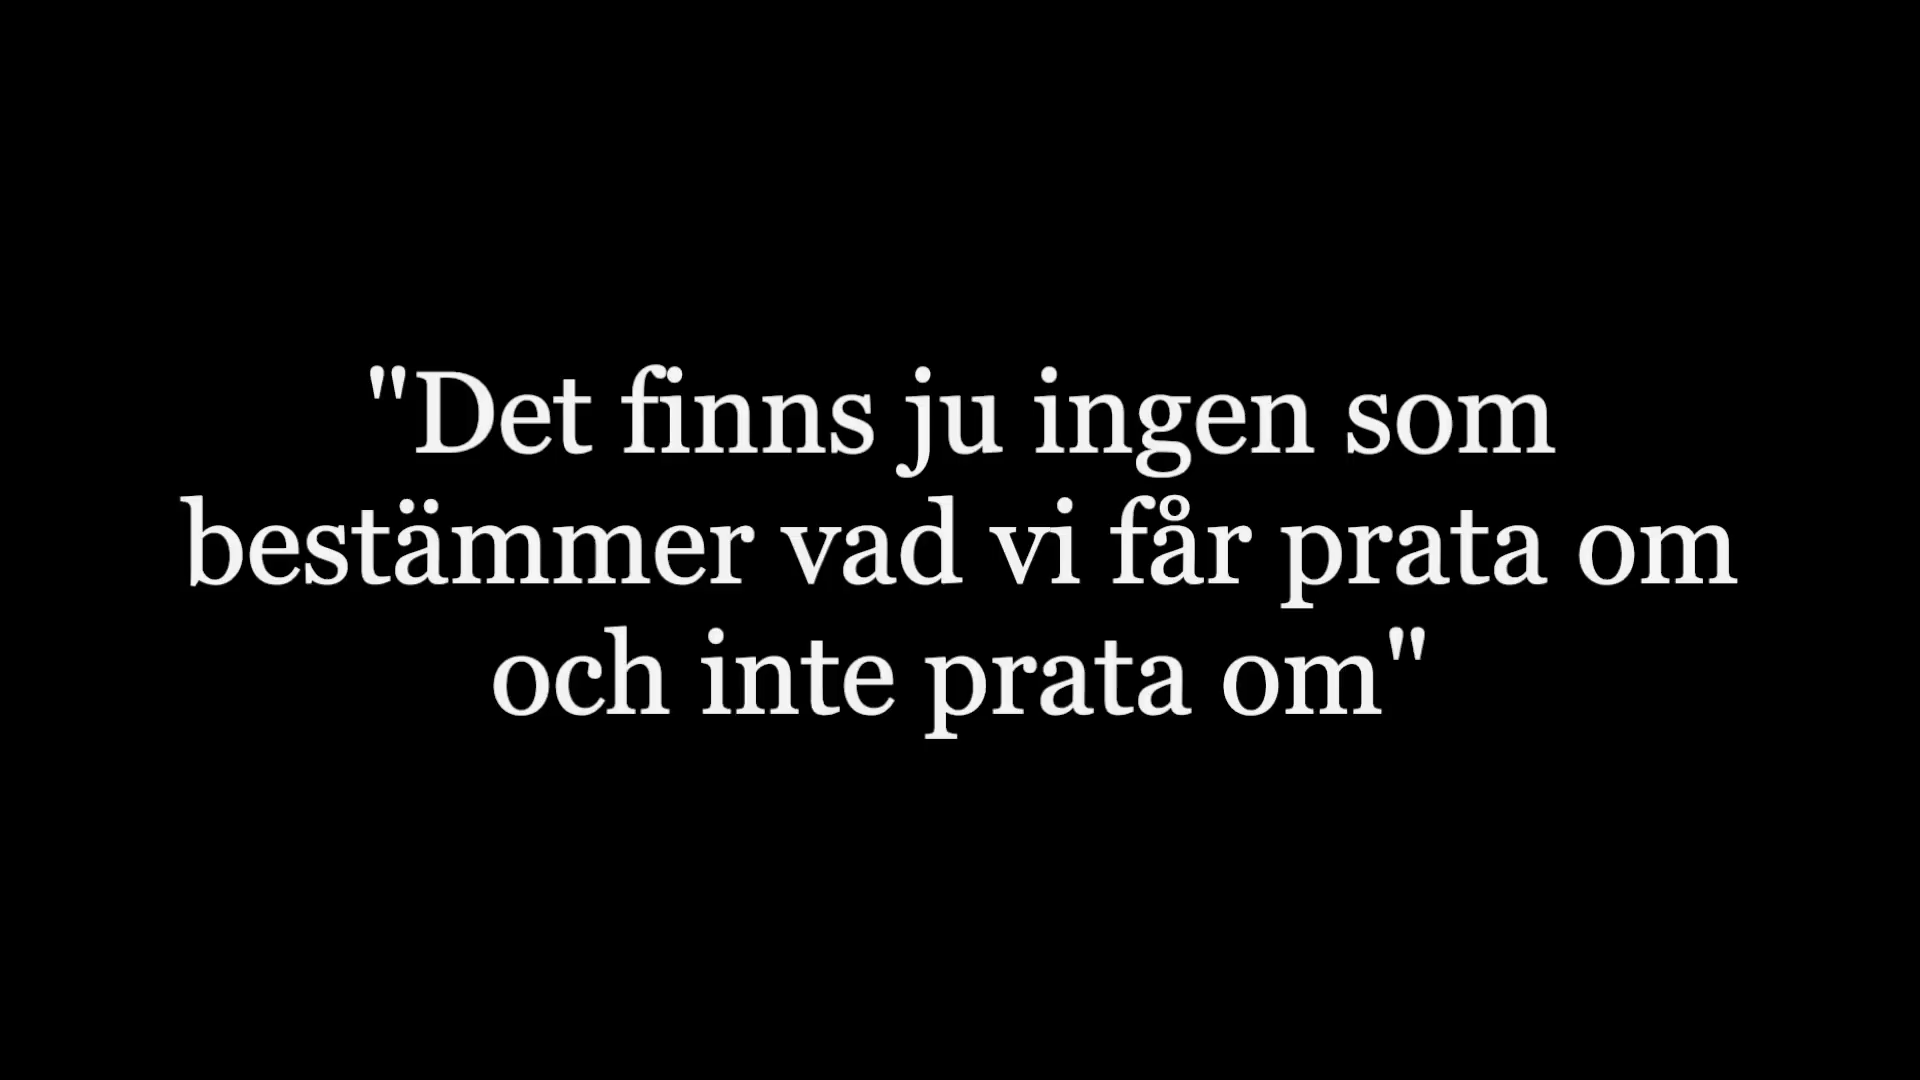 "Det finns ju ingen som
bestämmer vad vi får prata om
och inte prata om"